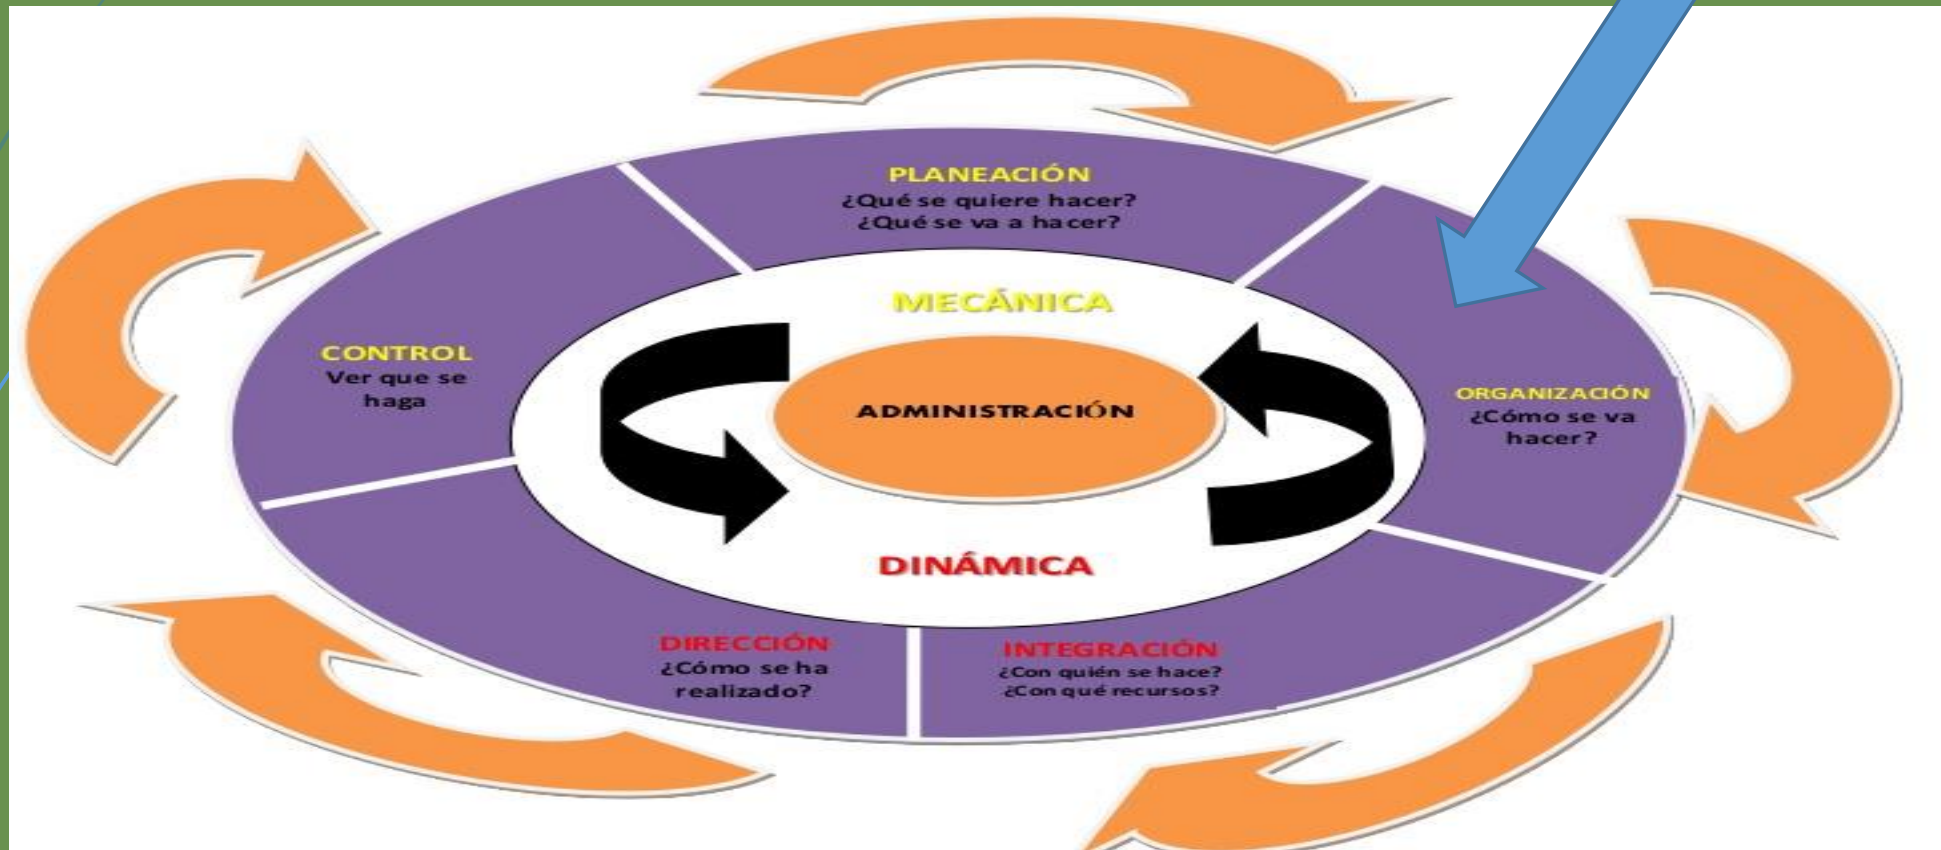 PLANEACIÓN
¿Qué se quiere hacer?
¿Qué se va a hacer?
MECÁNICA
CONTROL
Ver que se
haga
ADMINISTRACIÓN
ORGANIZACIÓN
¿Cómo se va
hacer?
DINÁMICA
DIRECCIÓN
¿Cómo se ha
realizado?
INTEGRACIÓN
¿Con quién se hace?
¿Con qué recursos?